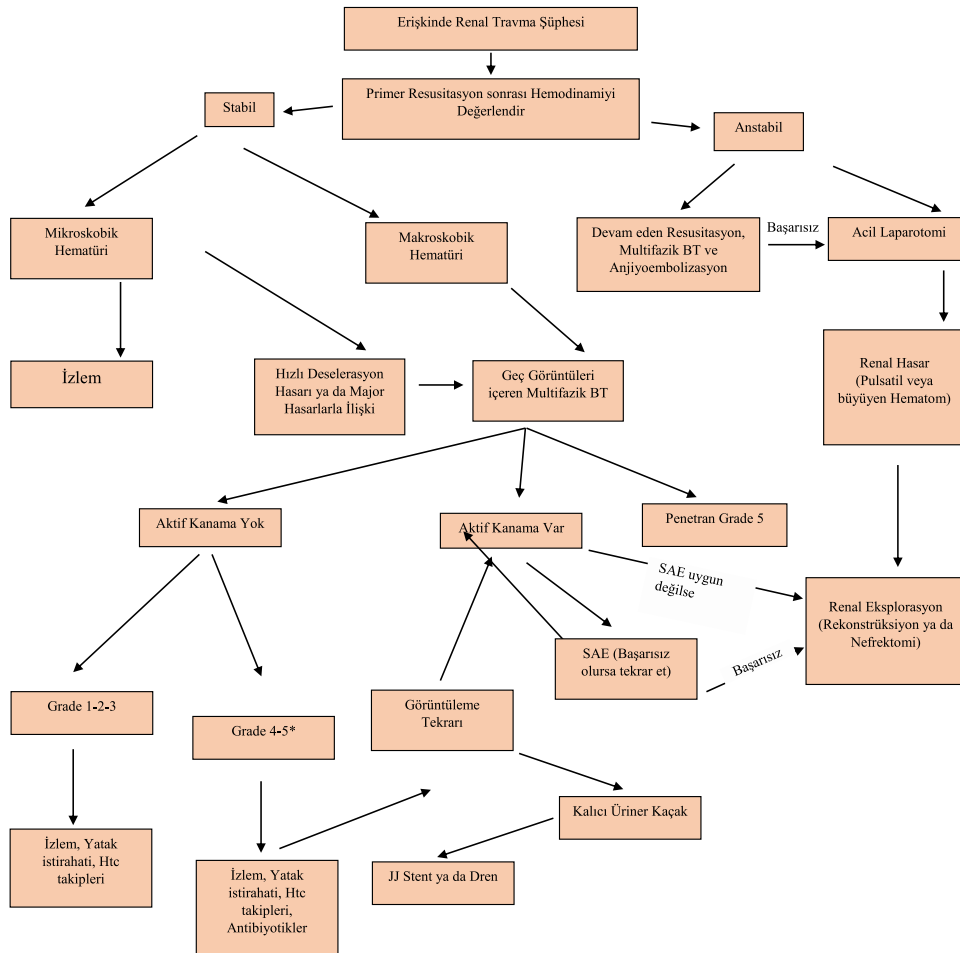 Erişkinde Renal Travma Şüphesi
Primer Resusitasyon sonrası Hemodinamiyi
Değerlendir
Stabil
Anstabil
Mikroskobik
Hematüri
Makroskobik
Hematüri
Devam eden Resusitasyon,
Multifazik BT ve
Anjiyoembolizasyon
Başarısız
Acil Laparotomi
İzlem
Hızlı Deselerasyon
Hasarı ya da Major
Hasarlarla İlişki
Geç Görüntüleri
içeren Multifazik BT
Renal Hasar
(Pulsatil veya
büyüyen Hematom)
Aktif Kanama Yok
Aktif Kanama Var
Penetran Grade 5
SAE uygun
değilse
Renal Eksplorasyon
(Rekonstrüksiyon ya da
Nefrektomi)
SAE (Başarısız
olursa tekrar et)
Başarısız
Grade 1-2-3
Grade 4-5*
Görüntüleme
Tekrarı
Kalıcı Üriner Kaçak
İzlem, Yatak
istirahati, Htc
takipleri
İzlem, Yatak
istirahati, Htc
takipleri,
Antibiyotikler
JJ Stent ya da Dren